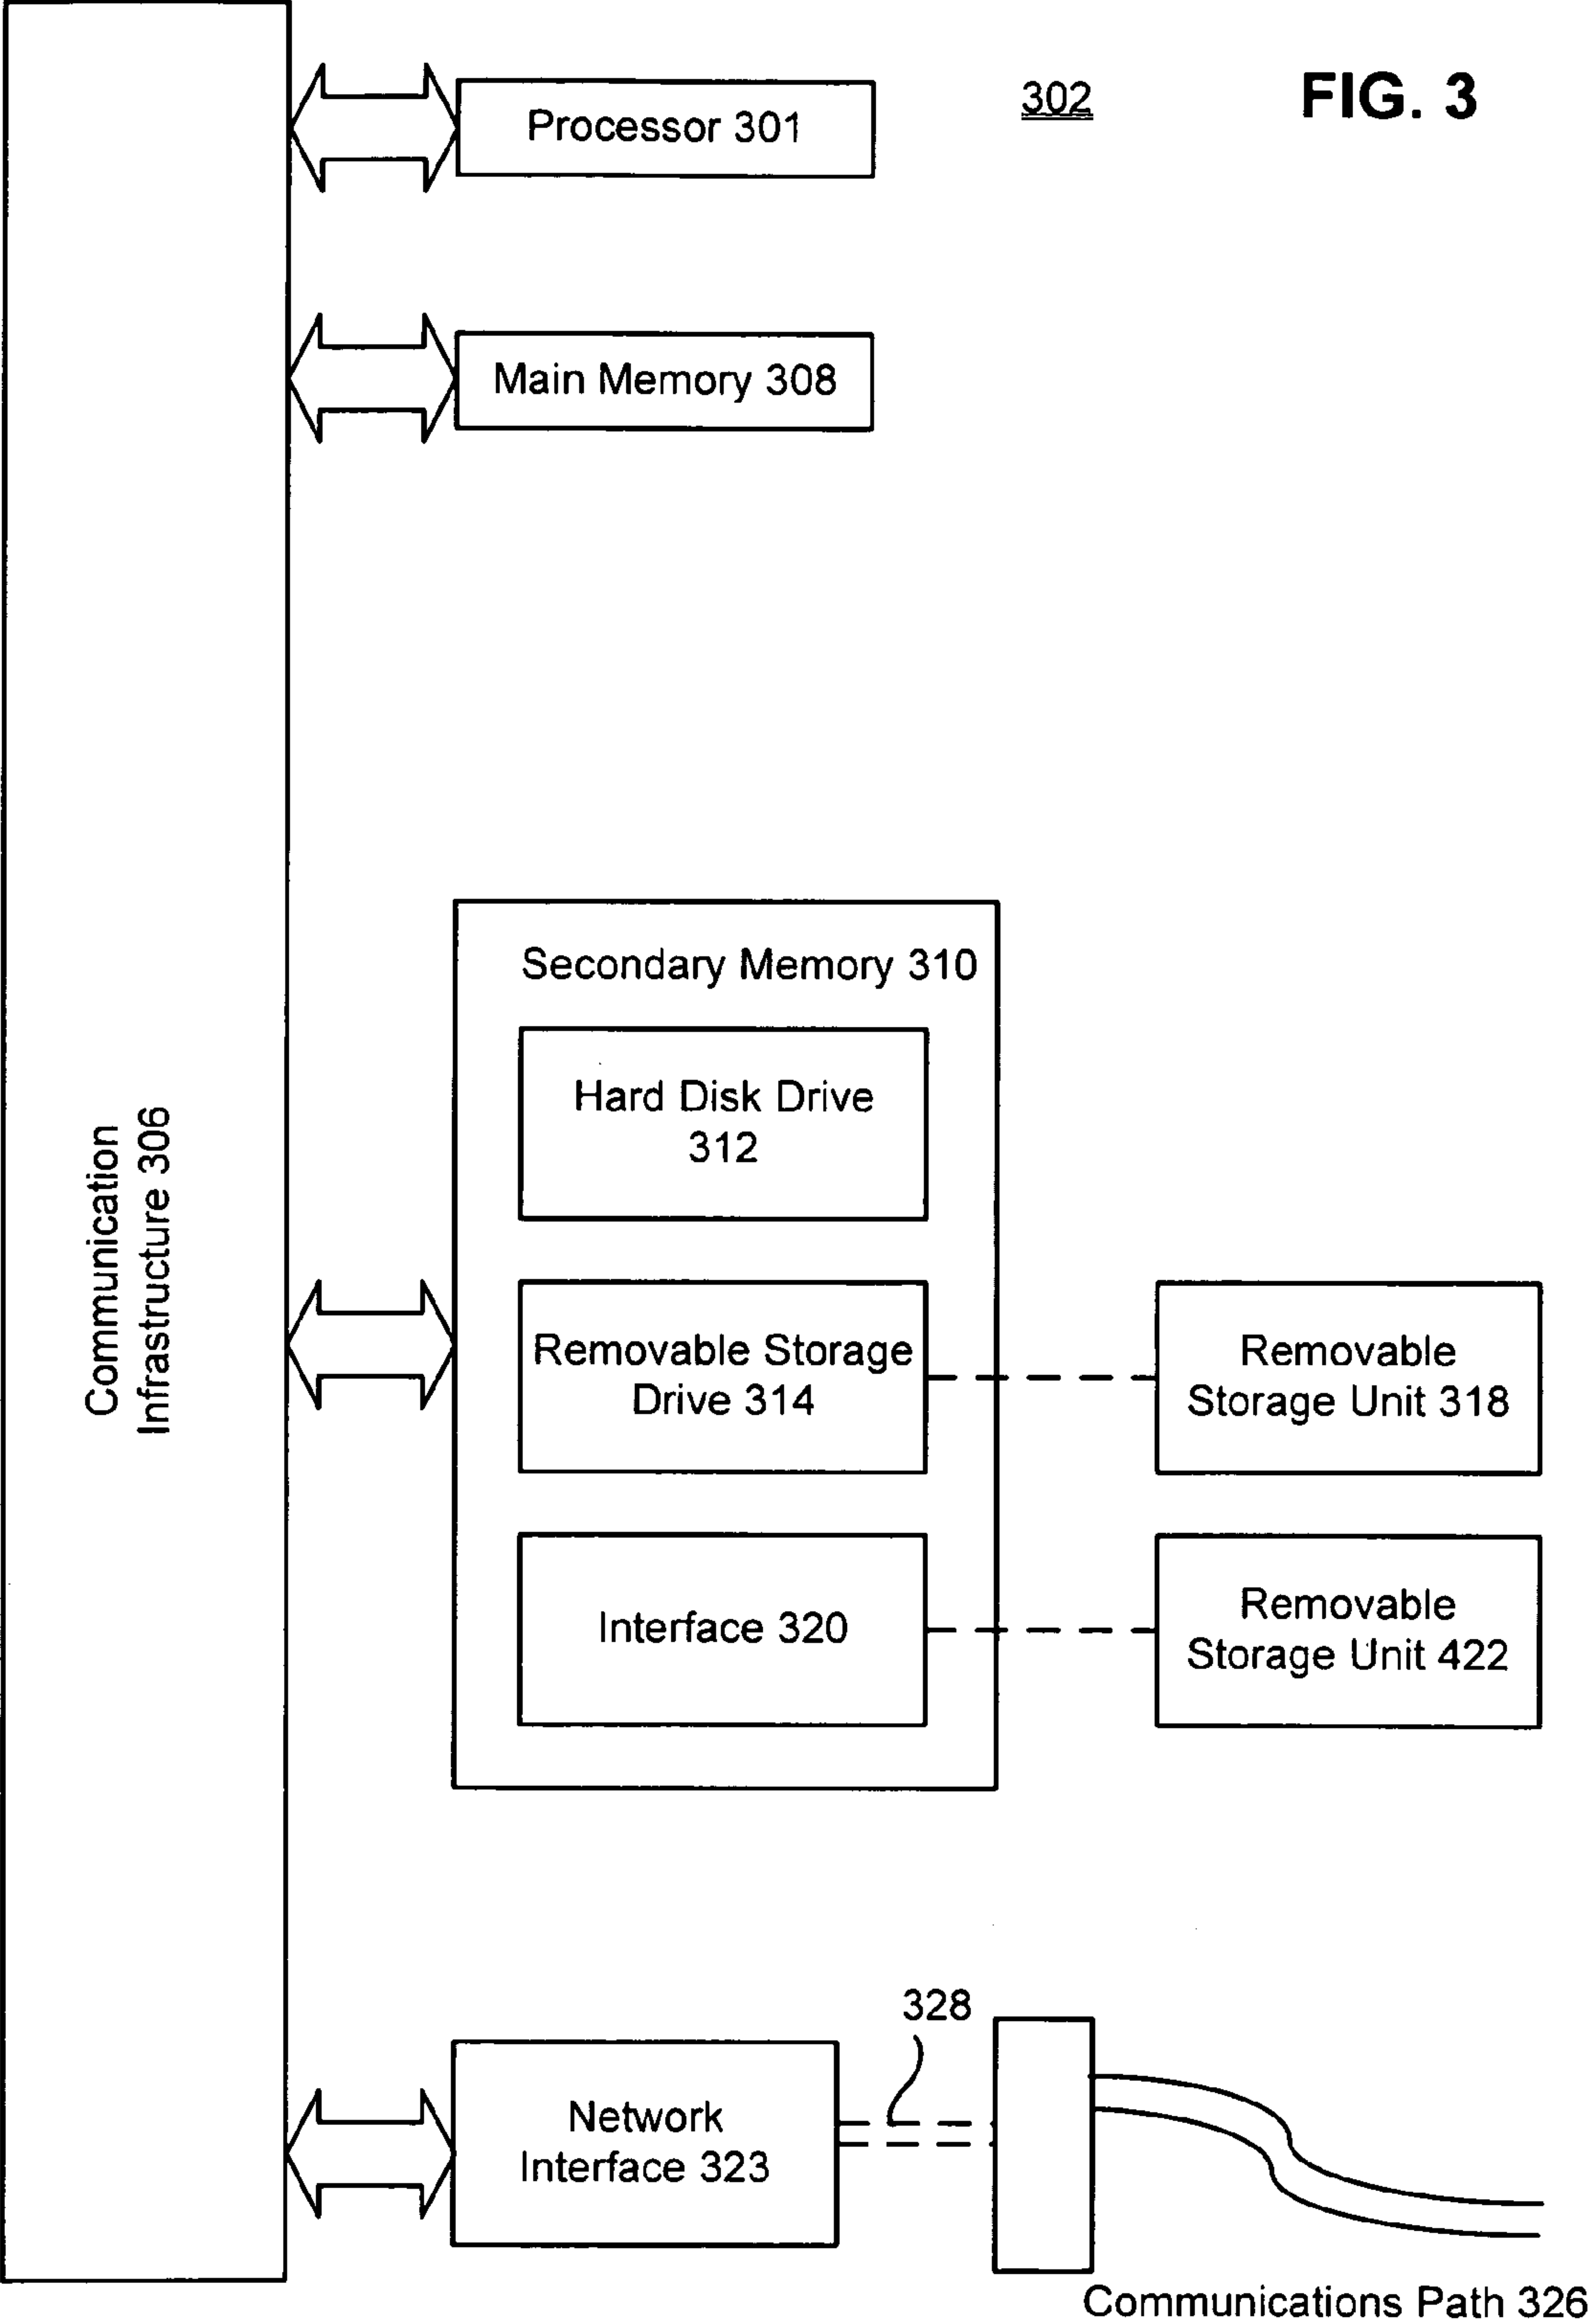 FIG. 3
302
Processor 301
Main Memory 308
Communication
Infrastructure 306
Secondary Memory 310
Hard Disk Drive
312
Removable Storage
Drive 314
Removable
Storage Unit 318
Interface 320
Removable
Storage Unit 422
328
Network
Interface 323
Communications Path 326